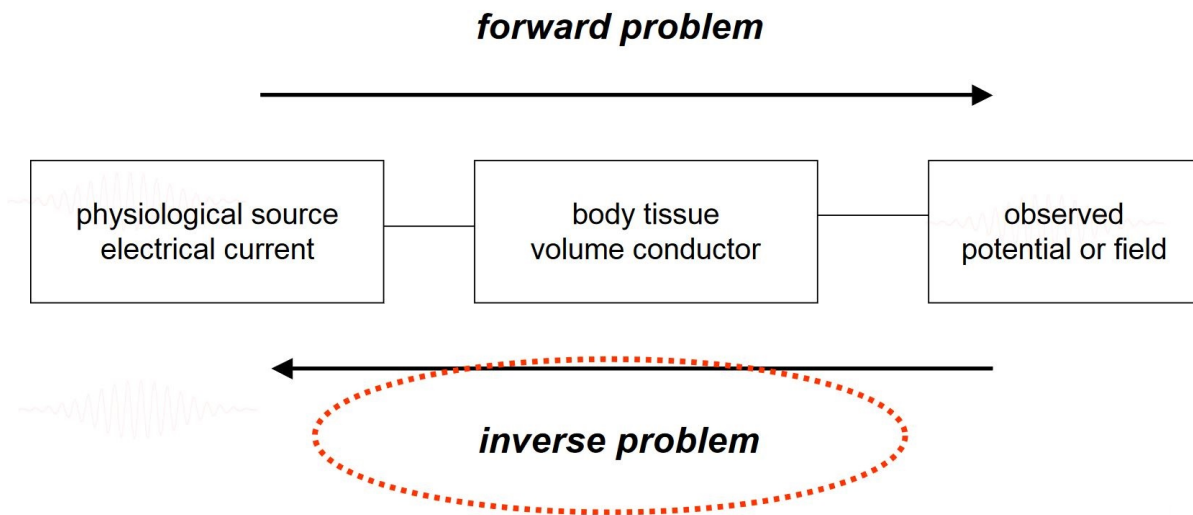 forward problem
physiological source
electrical current
body tissue
volume conductor
observed
potential or field
inverse problem